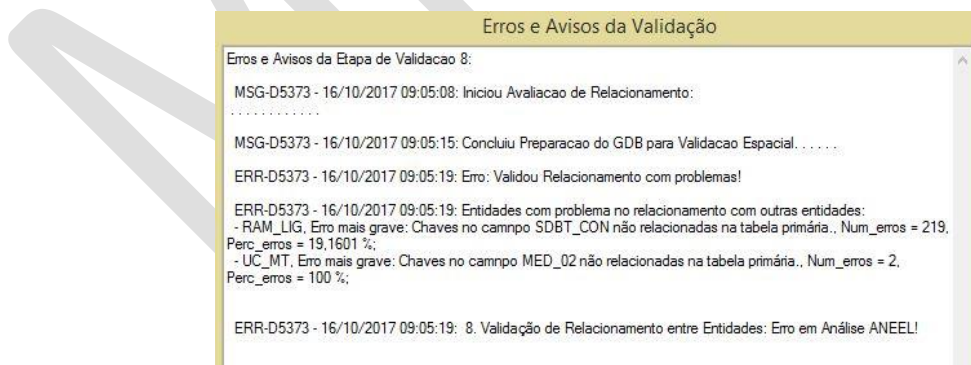 Erros e Avisos da Validação
Erros e Avisos da Etapa de Validacao 8:
MSG-D5373 - 16/10/2017 09:05:08: Iniciou Avaliacao de Relacionamento:
. . . . . . . . . . . .
MSG-D5373 - 16/10/2017 09:05:15: Concluiu Preparacao do GDB para Validacao Espacial. . . . . .
ERR-D5373 - 16/10/2017 09:05:19: Erro: Validou Relacionamento com problemas!
ERR-D5373 - 16/10/2017 09:05:19: Entidades com problema no relacionamento com outras entidades:
- RAM_LIG, Erro mais grave: Chaves no camnpo SDBT_CON não relacionadas na tabela primária., Num_erros = 219,
Perc_erros = 19,1601 %;
- UC_MT, Erro mais grave: Chaves no camnpo MED_02 não relacionadas na tabela primária., Num_erros = 2,
Perc_erros = 100 %;
ERR-D5373 - 16/10/2017 09:05:19: 8. Validação de Relacionamento entre Entidades: Erro em Análise ANEEL!